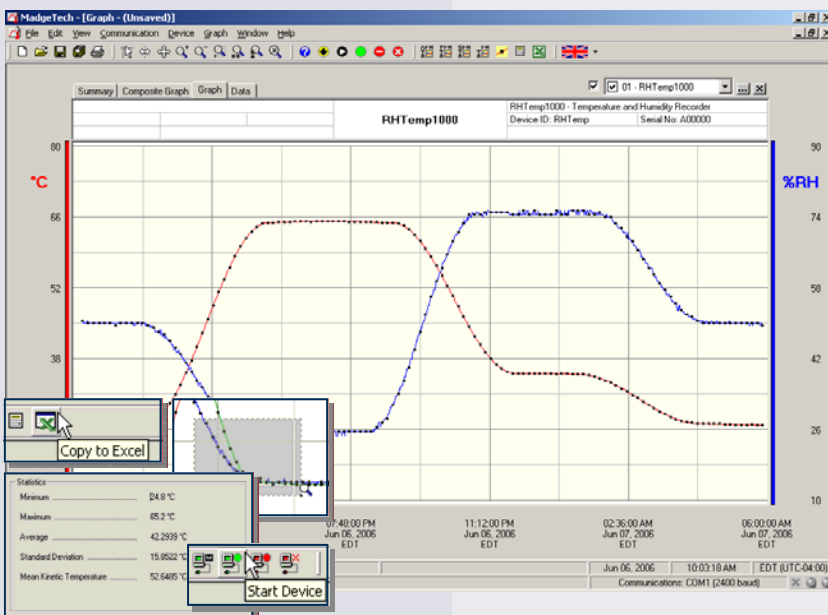 MadgeTech - [Graph - (Unsaved)]
File Edit View Communication Device Graph Window Help
Summary Composite Graph Graph Data
01 - RHTemp1000
RHTemp1000
RHTemp1000 - Temperature and Humidity Recorder
Device ID: RHTemp Serial No: A00000
80
90
°C
%RH
66
74
52
58
38
42
26
10
Copy to Excel
Statistics
Minimum 24.8 °C
Maximum 65.2 °C
Average 42.2939 °C
Standard Deviation 15.8522 °C
Mean Kinetic Temperature 52.6485 °C
Start Device
07:48:00 PM
Jun 06, 2006
EDT
11:12:00 PM
Jun 06, 2006
EDT
02:36:00 AM
Jun 07, 2006
EDT
06:00:00 AM
Jun 07, 2006
EDT
Jun 06, 2006 10:03:18 AM EDT (UTC-04:00)
Communications: COM1 (2400 baud)